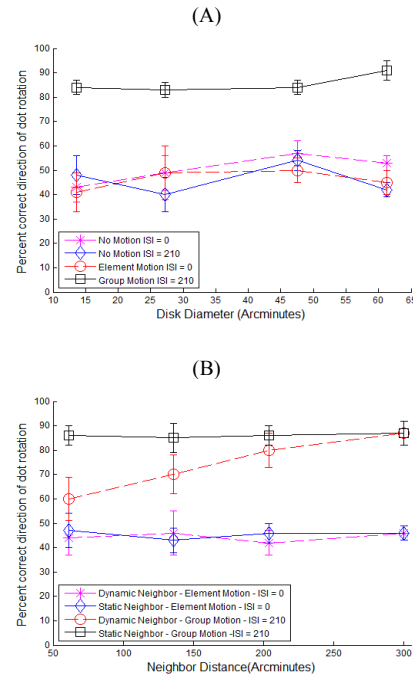 (A)
Percent correct direction of dot rotation
100
90
80
70
60
50
40
30
20
10
0
No Motion ISI = 0
No Motion ISI = 210
Element Motion ISI = 0
Group Motion ISI = 210
10 15 20 25 30 35 40 45 50 55 60 65
Disk Diameter (Arcminutes)
(B)
Percent correct direction of dot rotation
100
90
80
70
60
50
40
30
20
10
0
Dynamic Neighbor - Element Motion - ISI = 0
Static Neighbor - Element Motion - ISI = 0
Dynamic Neighbor - Group Motion - ISI = 210
Static Neighbor - Group Motion -ISI = 210
50 100 150 200 250 300
Neighbor Distance(Arcminutes)